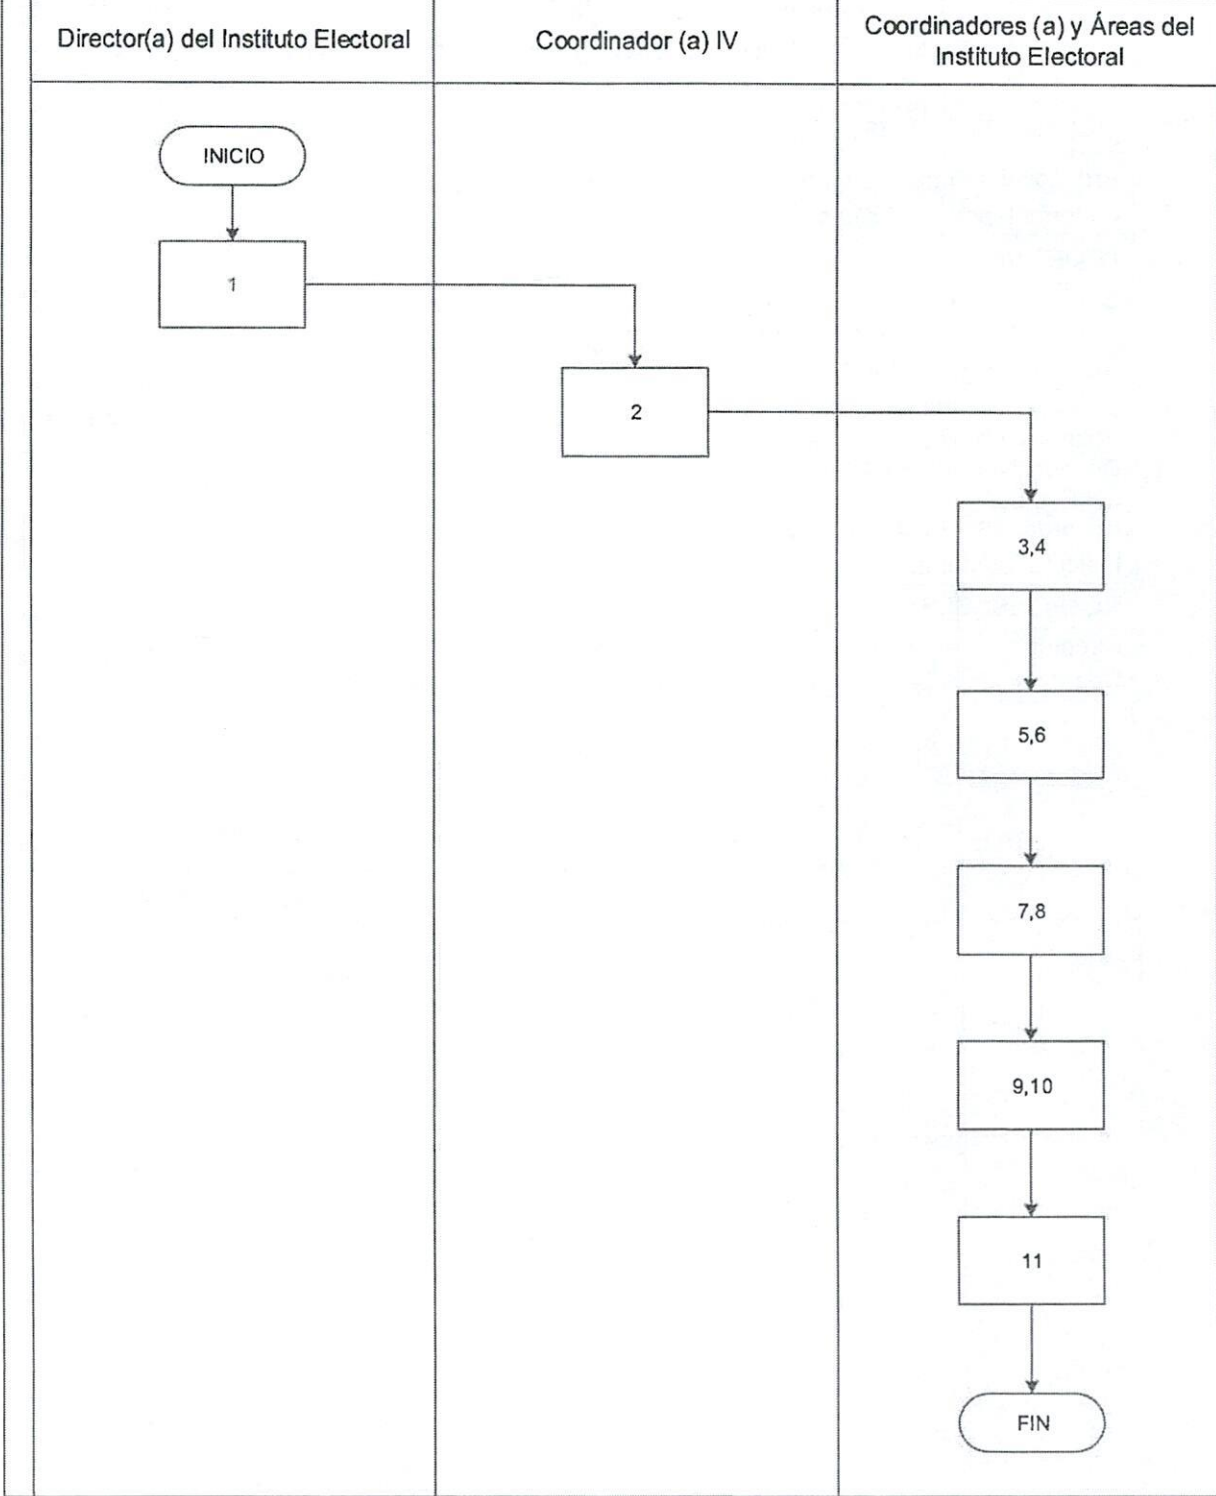 Director(a) del Instituto Electoral
Coordinador (a) IV
Coordinadores (a) y Áreas del
Instituto Electoral
INICIO
1
2
3,4
5,6
7,8
9,10
11
FIN